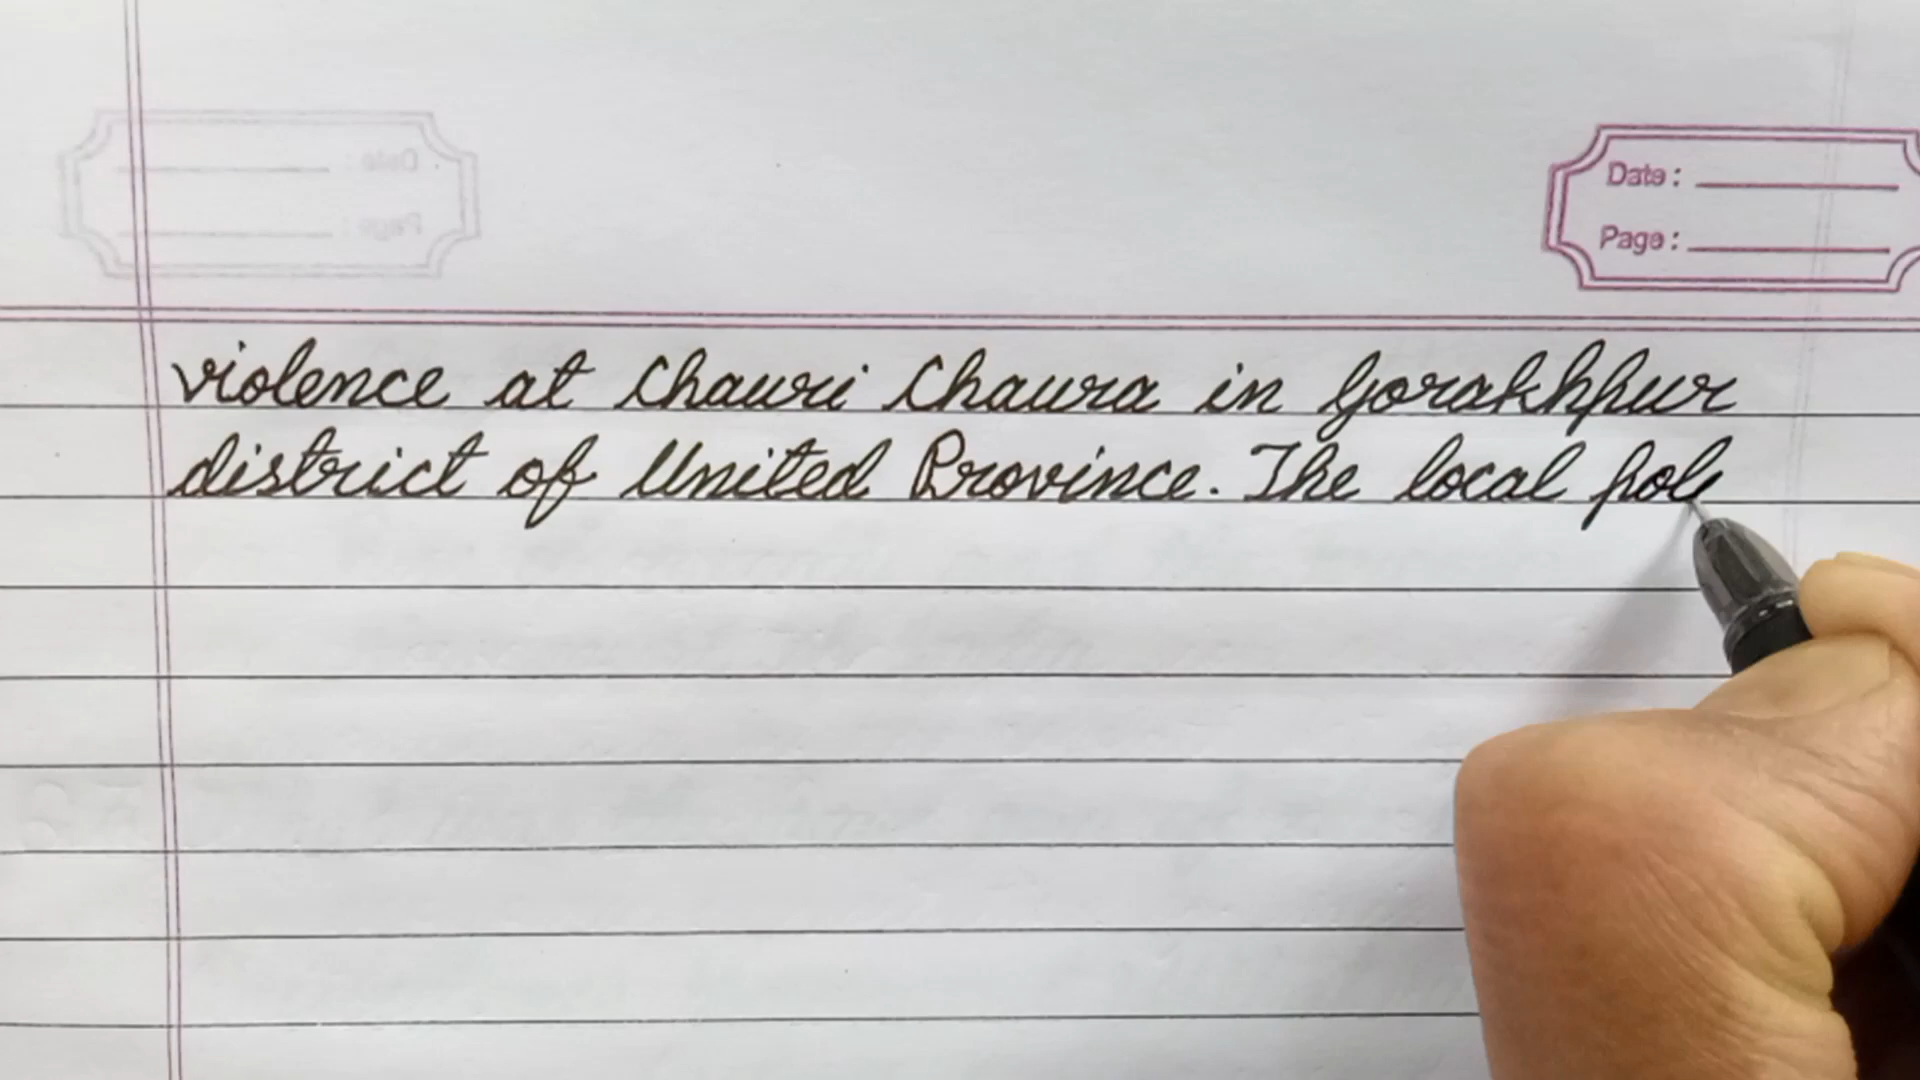 Date :
Page :
violence at Chauri Chaura in Gorakhpur
district of United Province. The local pol